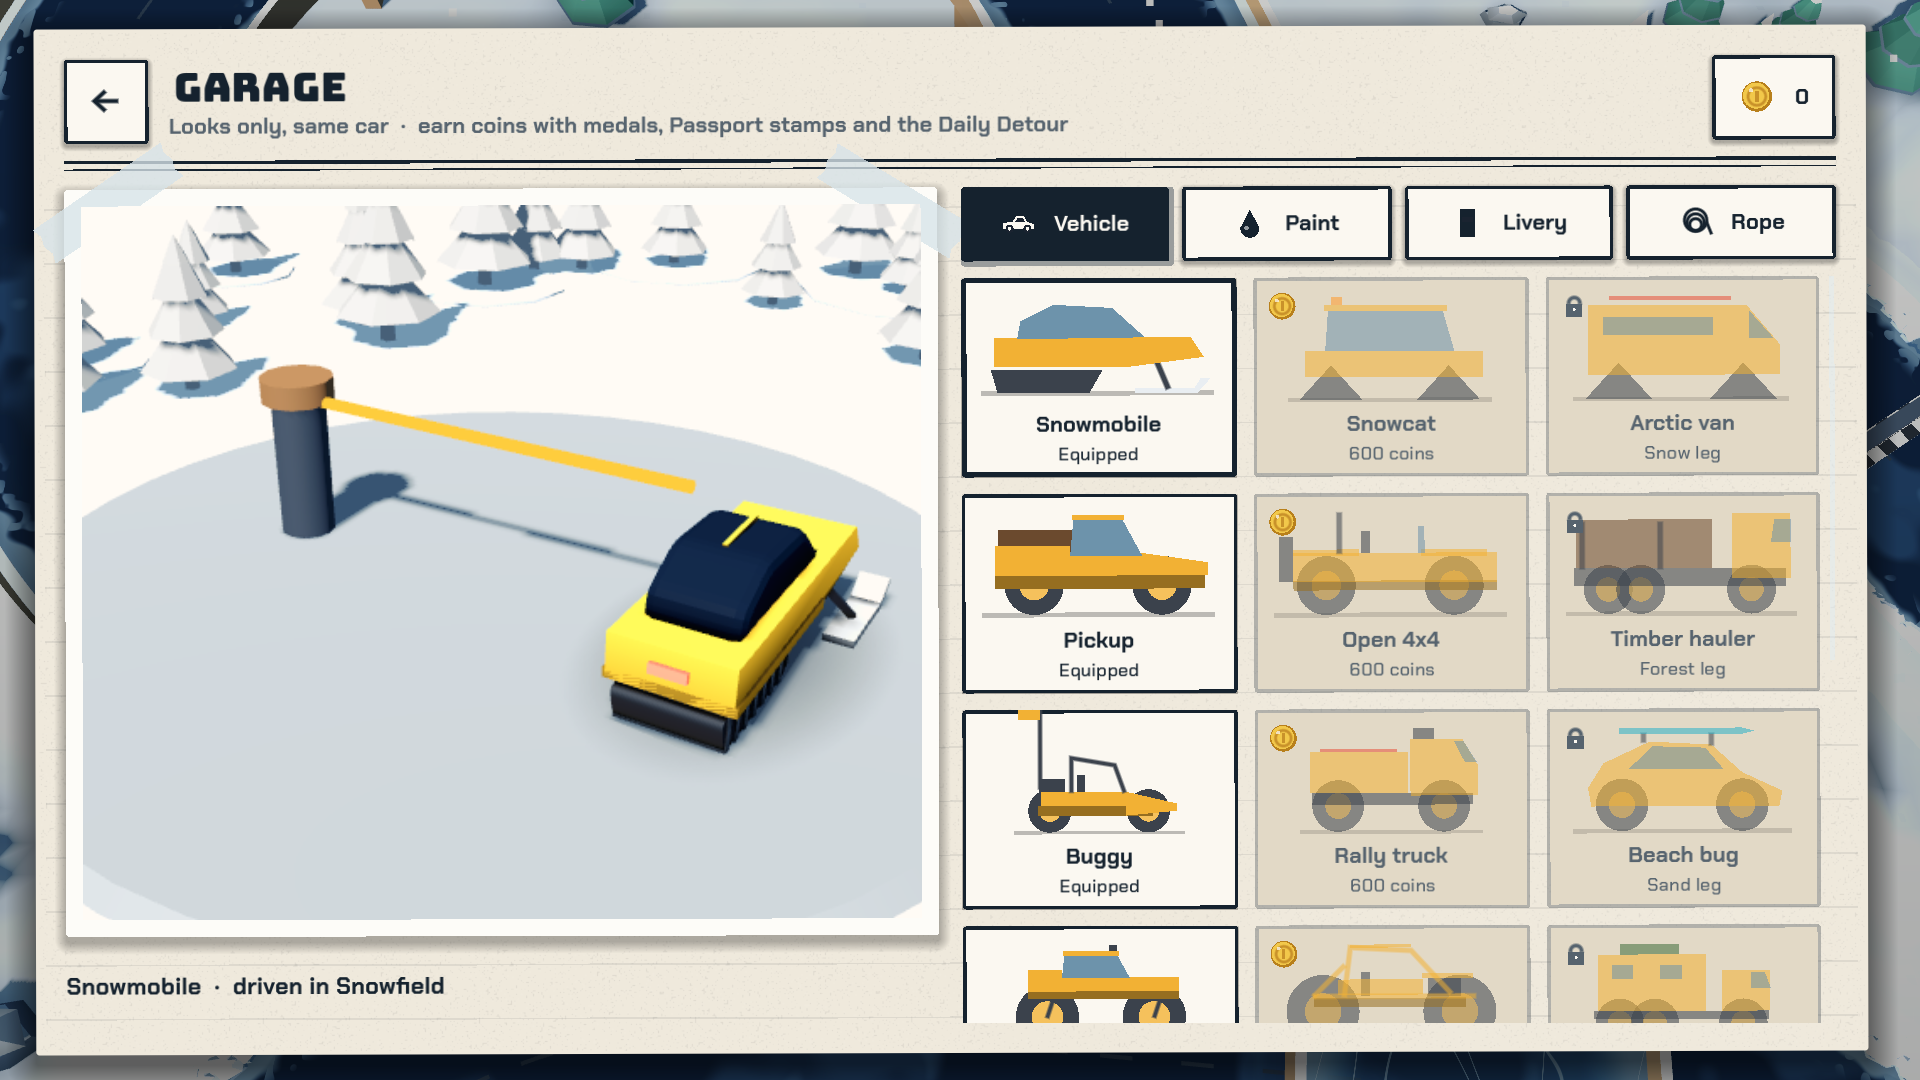 GARAGE
Looks only, same car · earn coins with medals, Passport stamps and the Daily Detour
0
Vehicle
Paint
Livery
Rope
Snowmobile
Equipped
Snowcat
600 coins
Arctic van
Snow leg
Pickup
Equipped
Open 4x4
600 coins
Timber hauler
Forest leg
Buggy
Equipped
Rally truck
600 coins
Beach bug
Sand leg
Snowmobile · driven in Snowfield